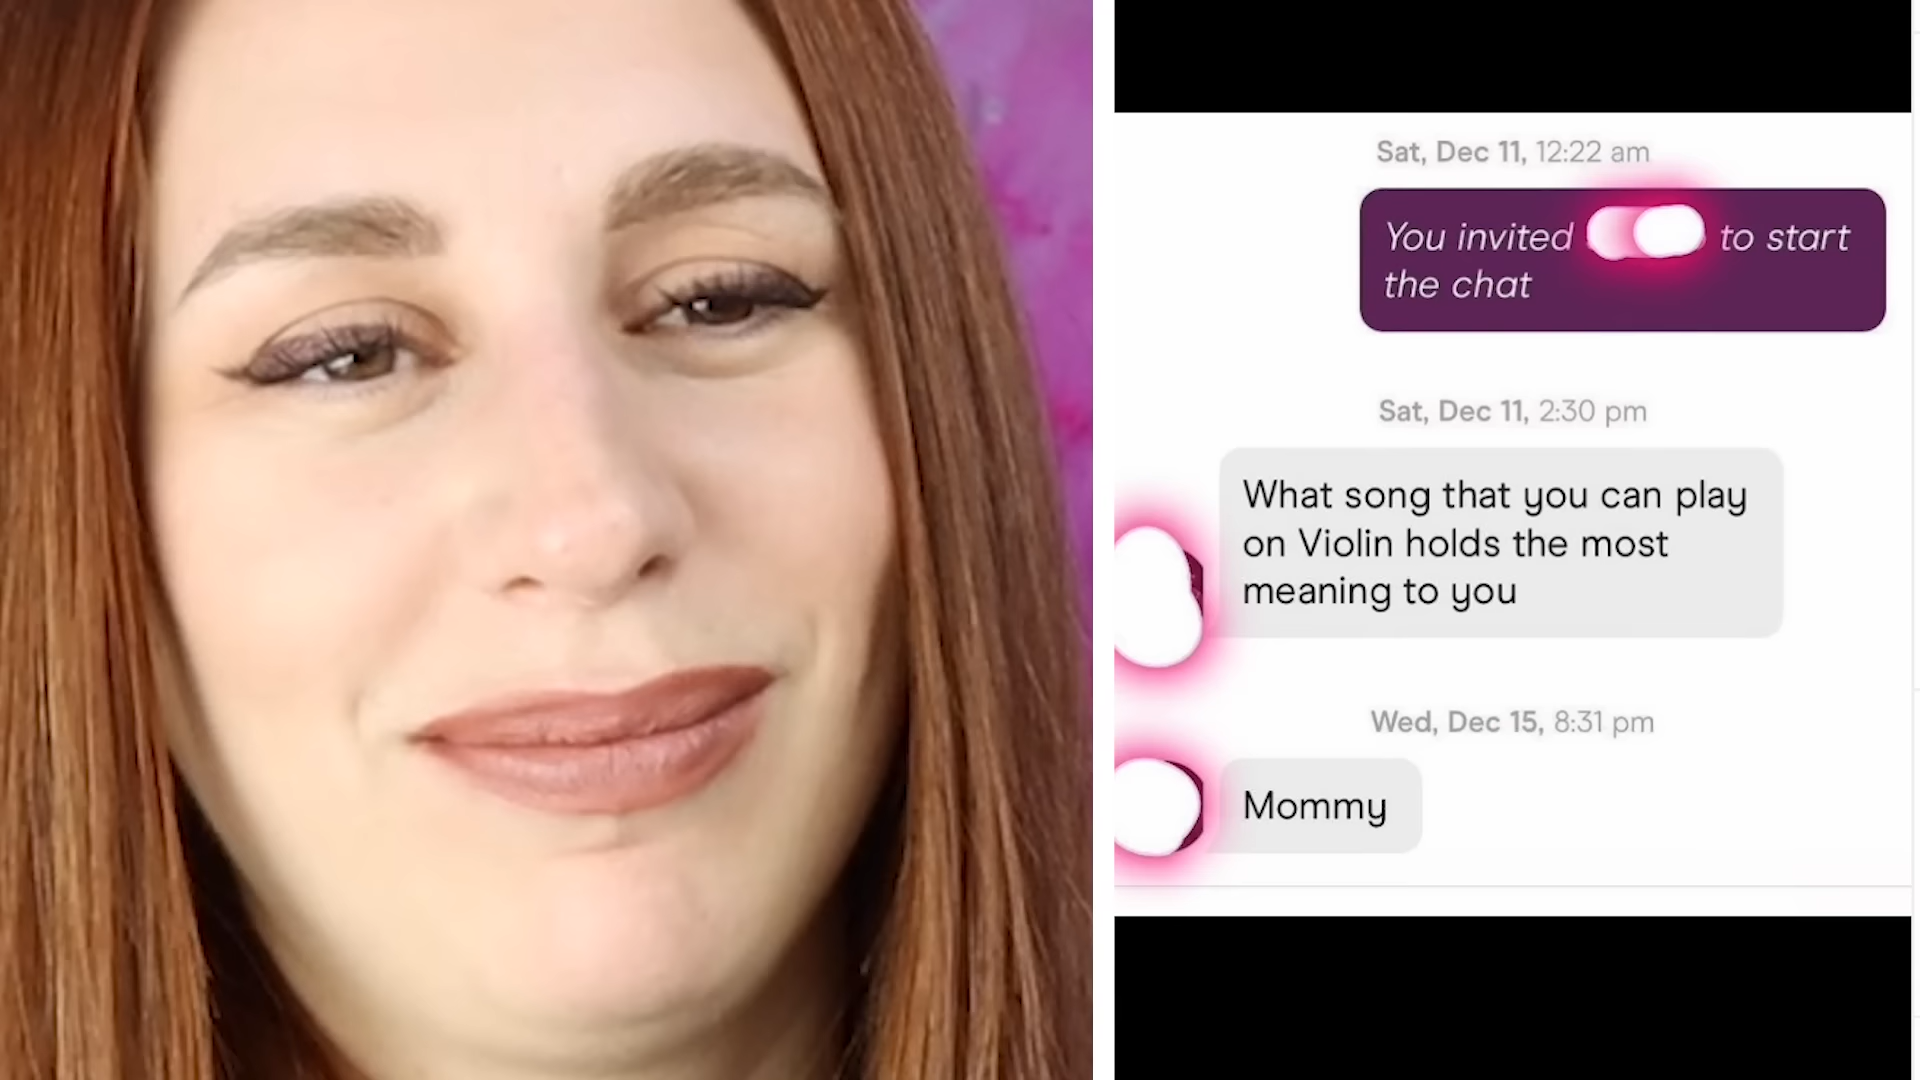 Sat, Dec 11, 12:22 am
You invited to start
the chat
Sat, Dec 11, 2:30 pm
What song that you can play
on Violin holds the most
meaning to you
Wed, Dec 15, 8:31 pm
Mommy